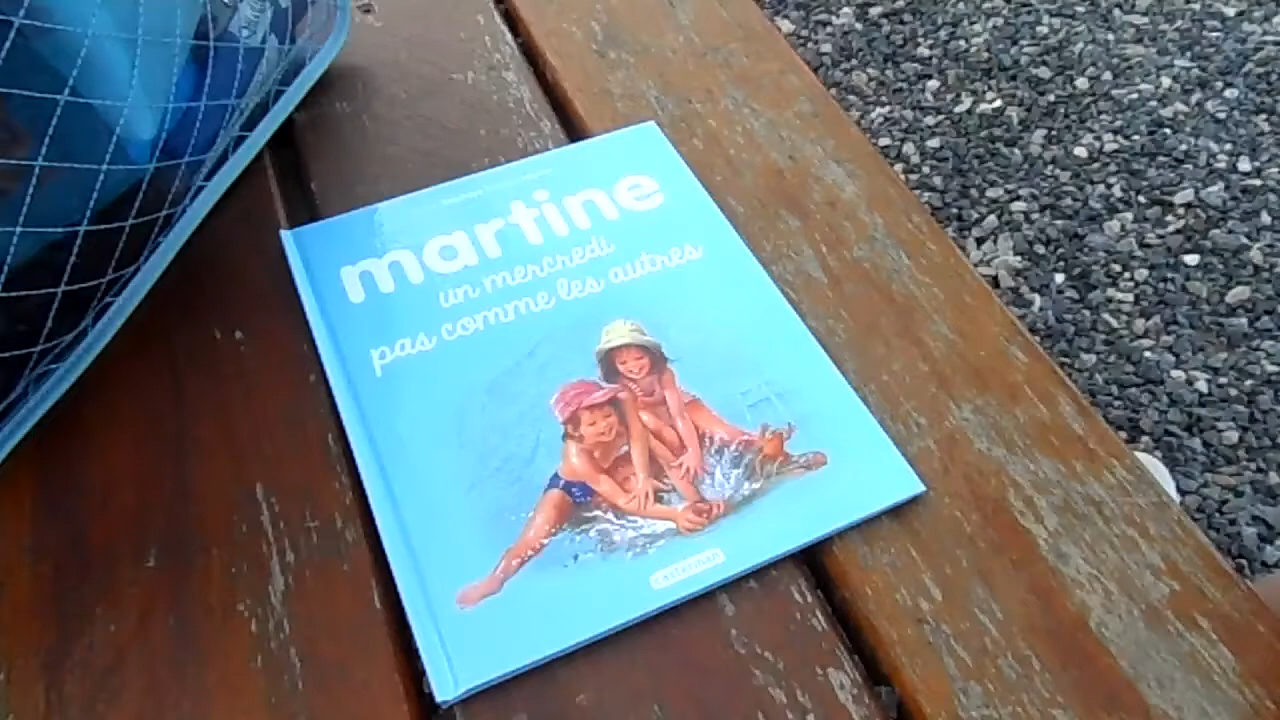 martine
un mercredi
pas comme les autres
casterman